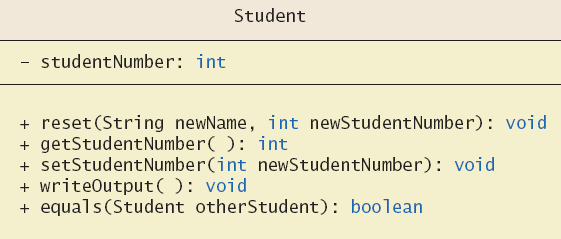 Student
- studentNumber: int
+ reset(String newName, int newStudentNumber): void
+ getStudentNumber( ): int
+ setStudentNumber(int newStudentNumber): void
+ writeOutput( ): void
+ equals(Student otherStudent): boolean